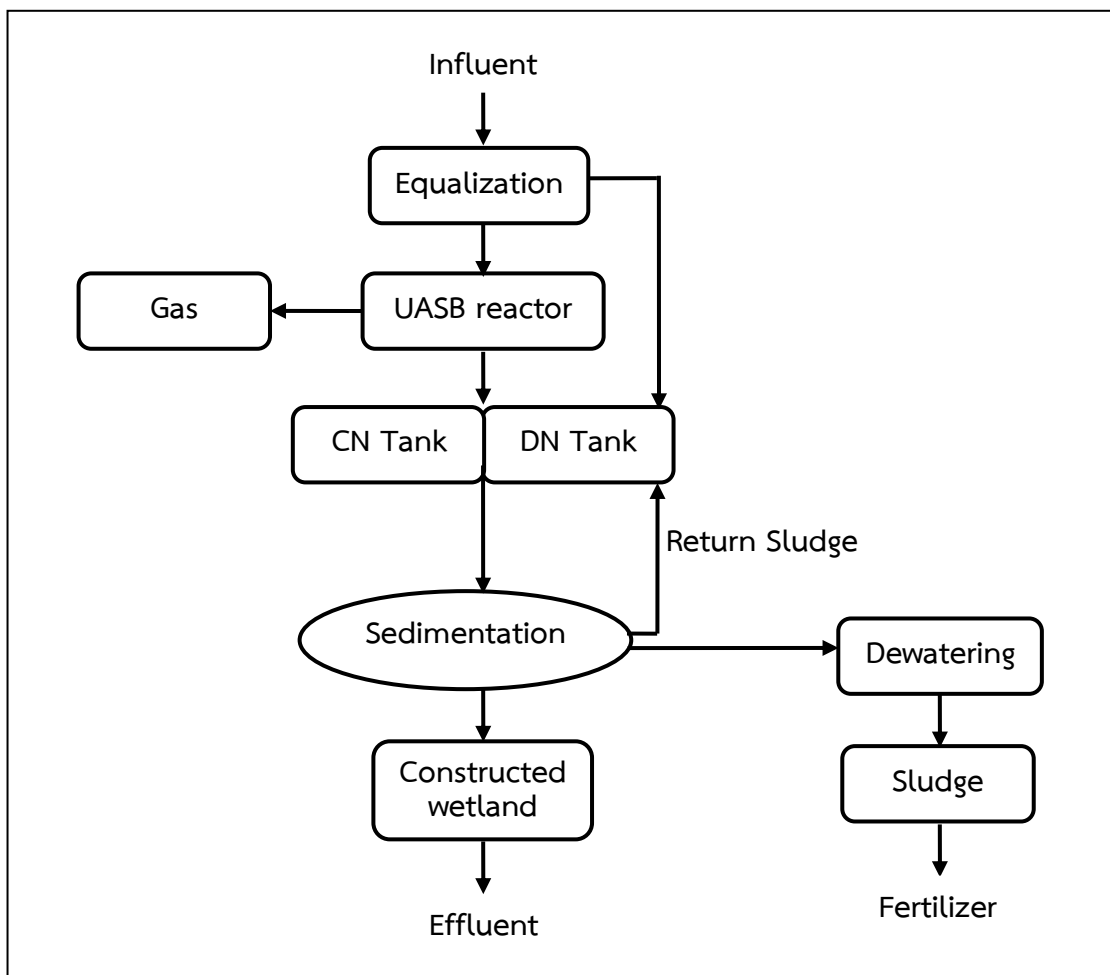 Influent
Equalization
Gas
UASB reactor
CN Tank
DN Tank
Return Sludge
Sedimentation
Dewatering
Constructed
wetland
Sludge
Effluent
Fertilizer